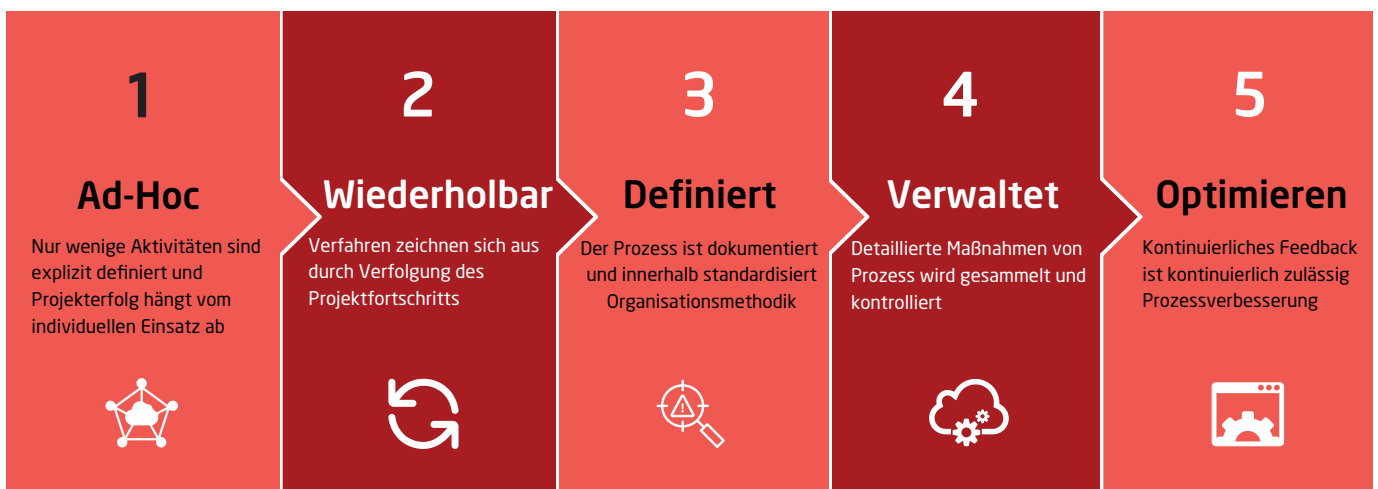 1
Ad-Hoc
Nur wenige Aktivitäten sind
explizit definiert und
Projekterfolg hängt vom
individuellen Einsatz ab
2
Wiederholbar
Verfahren zeichnen sich aus
durch Verfolgung des
Projektfortschritts
3
Definiert
Der Prozess ist dokumentiert
und innerhalb standardisiert
Organisationsmethodik
4
Verwaltet
Detaillierte Maßnahmen von
Prozess wird gesammelt und
kontrolliert
5
Optimieren
Kontinuierliches Feedback
ist kontinuierlich zulässig
Prozessverbesserung